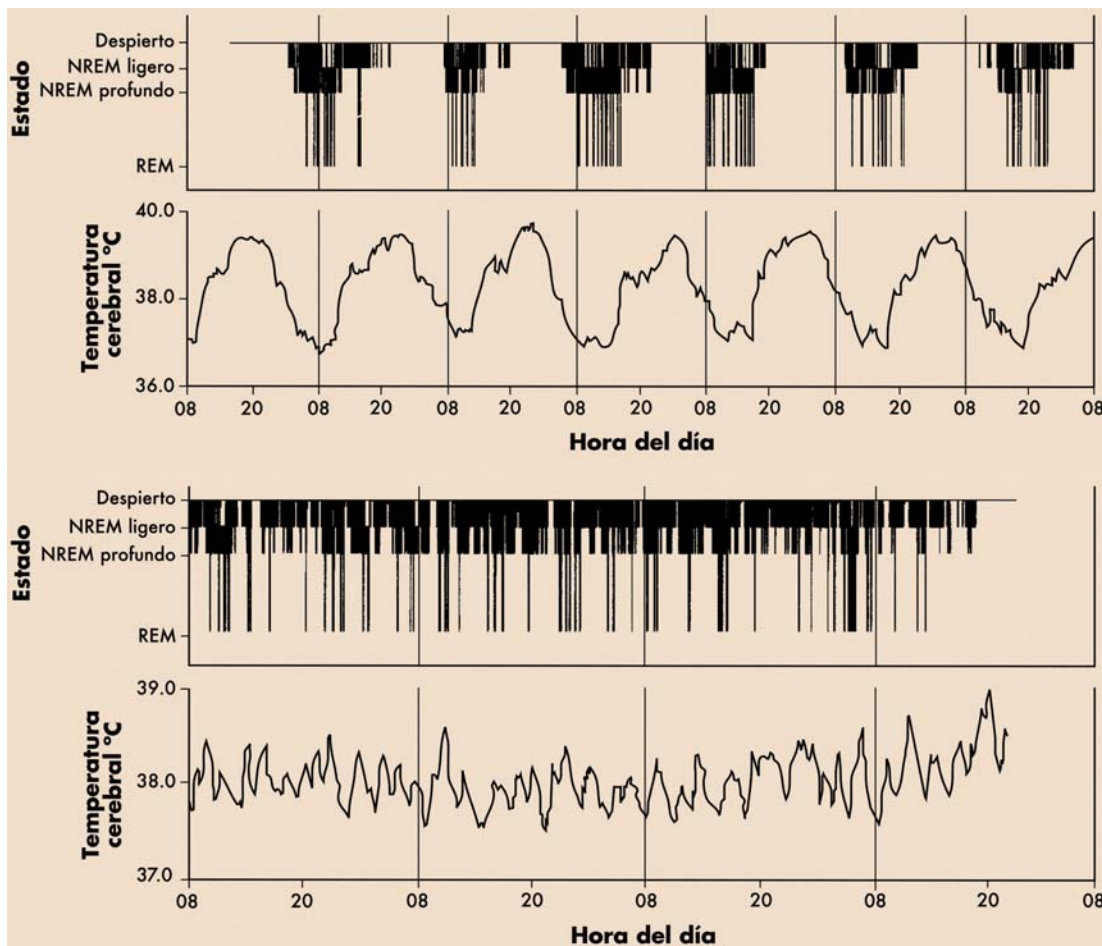 Estado
Despierto
NREM ligero
NREM profundo
REM
Temperatura
cerebral °C
40.0
38.0
36.0
08 20 08 20 08 20 08 20 08 20 08 20 08 20 08
Hora del día
Estado
Despierto
NREM ligero
NREM profundo
REM
Temperatura
cerebral °C
39.0
38.0
37.0
08 20 08 20 08 20 08 20 08
Hora del día